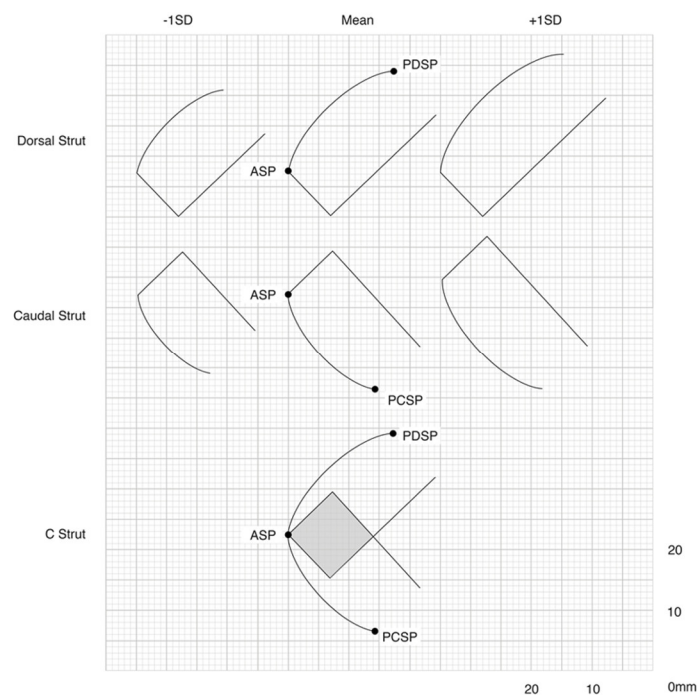 -1SD Mean +1SD
PDSP
Dorsal Strut
ASP
ASP
Caudal Strut
PCSP
PDSP
C Strut ASP
20
10
PCSP
0mm
20 10